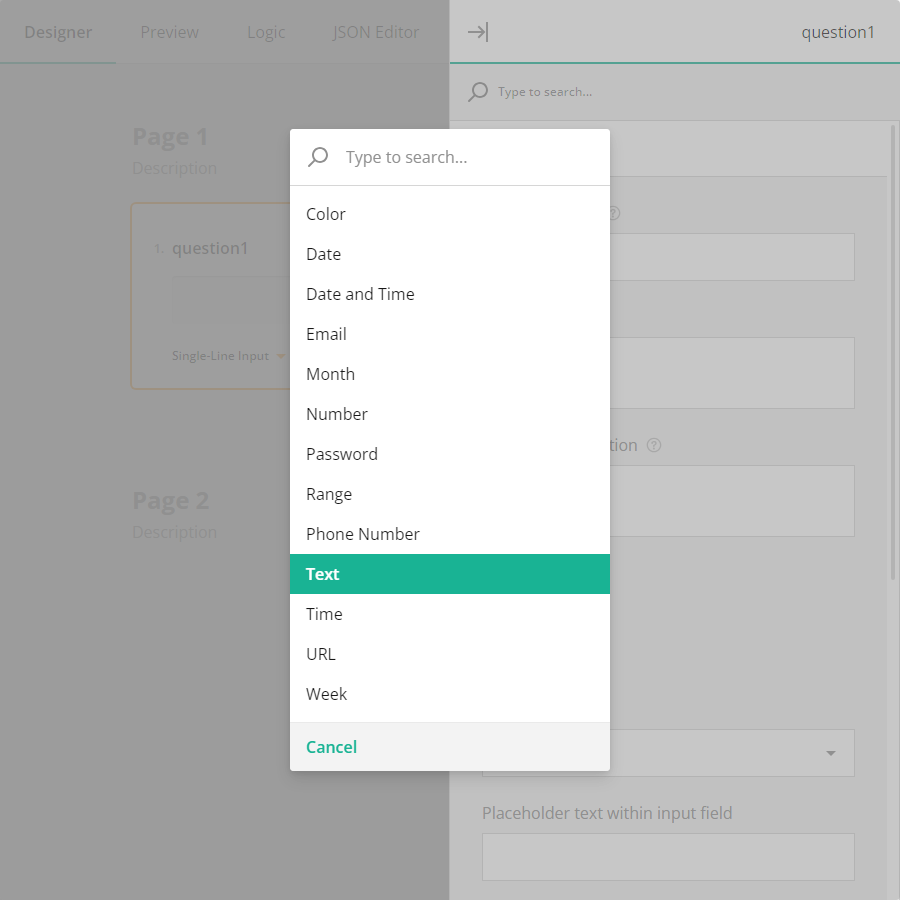 Designer Preview Logic JSON Editor question1
Type to search...
Page 1
Description
1. question1
Single-Line Input
Page 2
Description
Type to search...
Color
Date
Date and Time
Email
Month
Number
Password
Range
Phone Number
Text
Time
URL
Week
Cancel
Placeholder text within input field